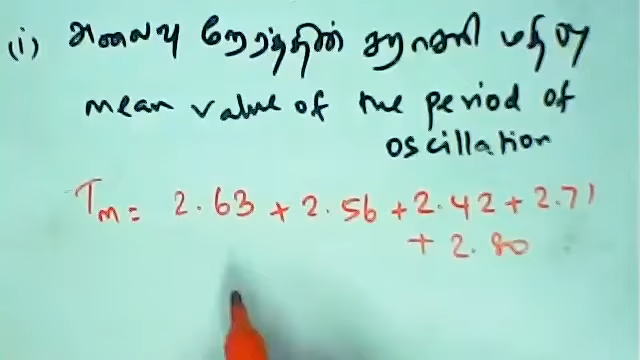 (i) அலைவு நேரத்தின் சராசரி மதிப்பு
mean value of the period of
oscillation
Tm = 2.63 + 2.56 + 2.42 + 2.71
+ 2.80